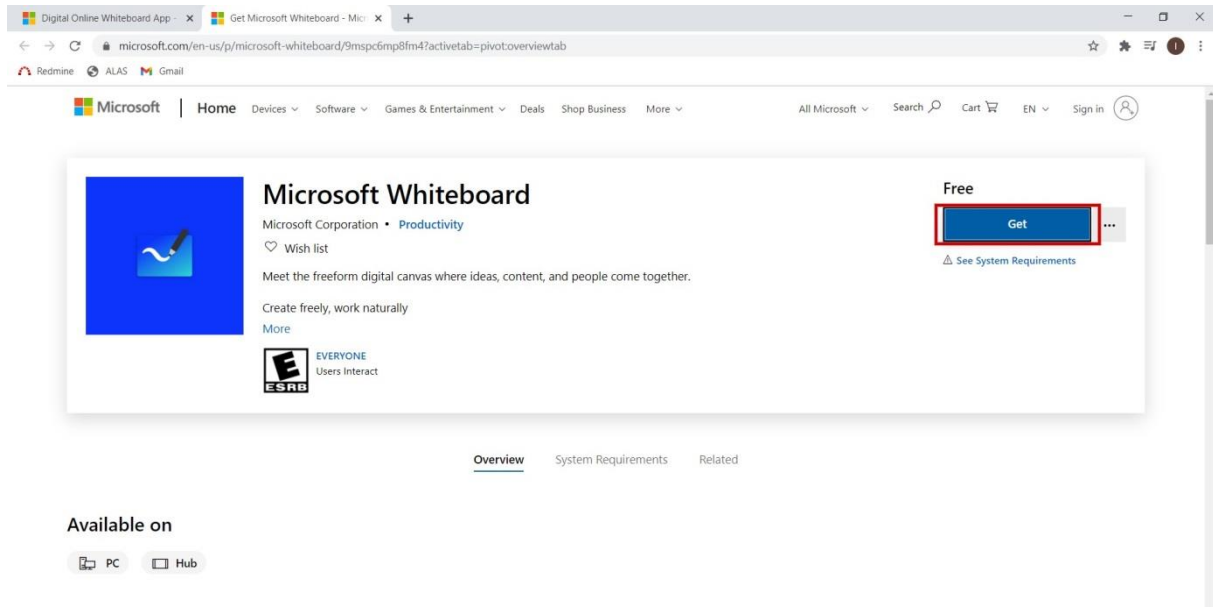 Digital Online Whiteboard App -
Get Microsoft Whiteboard - Micr
microsoft.com/en-us/p/microsoft-whiteboard/9mspc6mp8fm4?activetab=pivot:overviewtab
I
Redmine ALAS Gmail
Microsoft Home Devices Software Games & Entertainment Deals Shop Business More All Microsoft Search Cart EN Sign in
Microsoft Whiteboard
Microsoft Corporation • Productivity
Wish list
Meet the freeform digital canvas where ideas, content, and people come together.
Create freely, work naturally
More
E
ESRB
EVERYONE
Users Interact
Free
Get ...
See System Requirements
Overview System Requirements Related
Available on
PC Hub